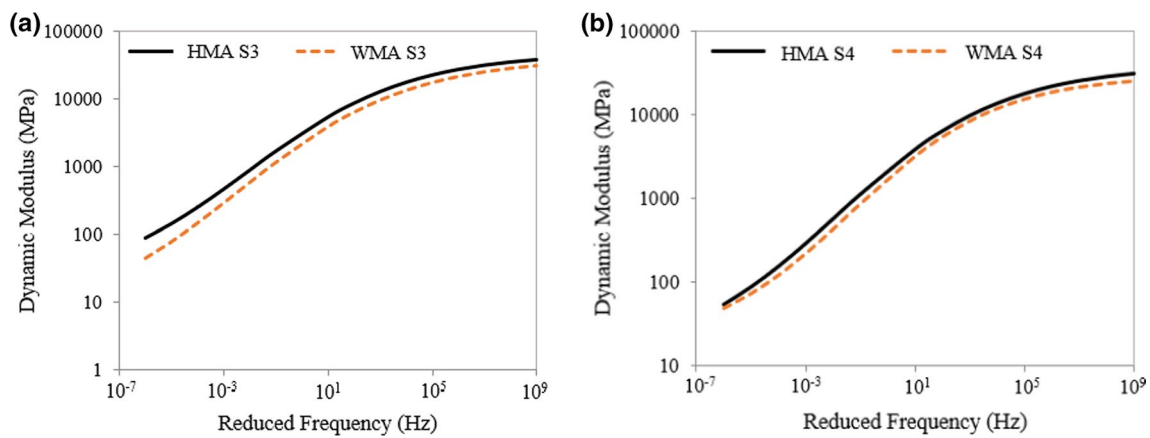 (a)
100000
HMA S3 WMA S3
10000
1000
100
10
1
Dynamic Modulus (MPa)
10⁻⁷ 10⁻³ 10¹ 10⁵ 10⁹
Reduced Frequency (Hz)
(b)
100000
HMA S4 WMA S4
10000
1000
100
10
Dynamic Modulus (MPa)
10⁻⁷ 10⁻³ 10¹ 10⁵ 10⁹
Reduced Frequency (Hz)